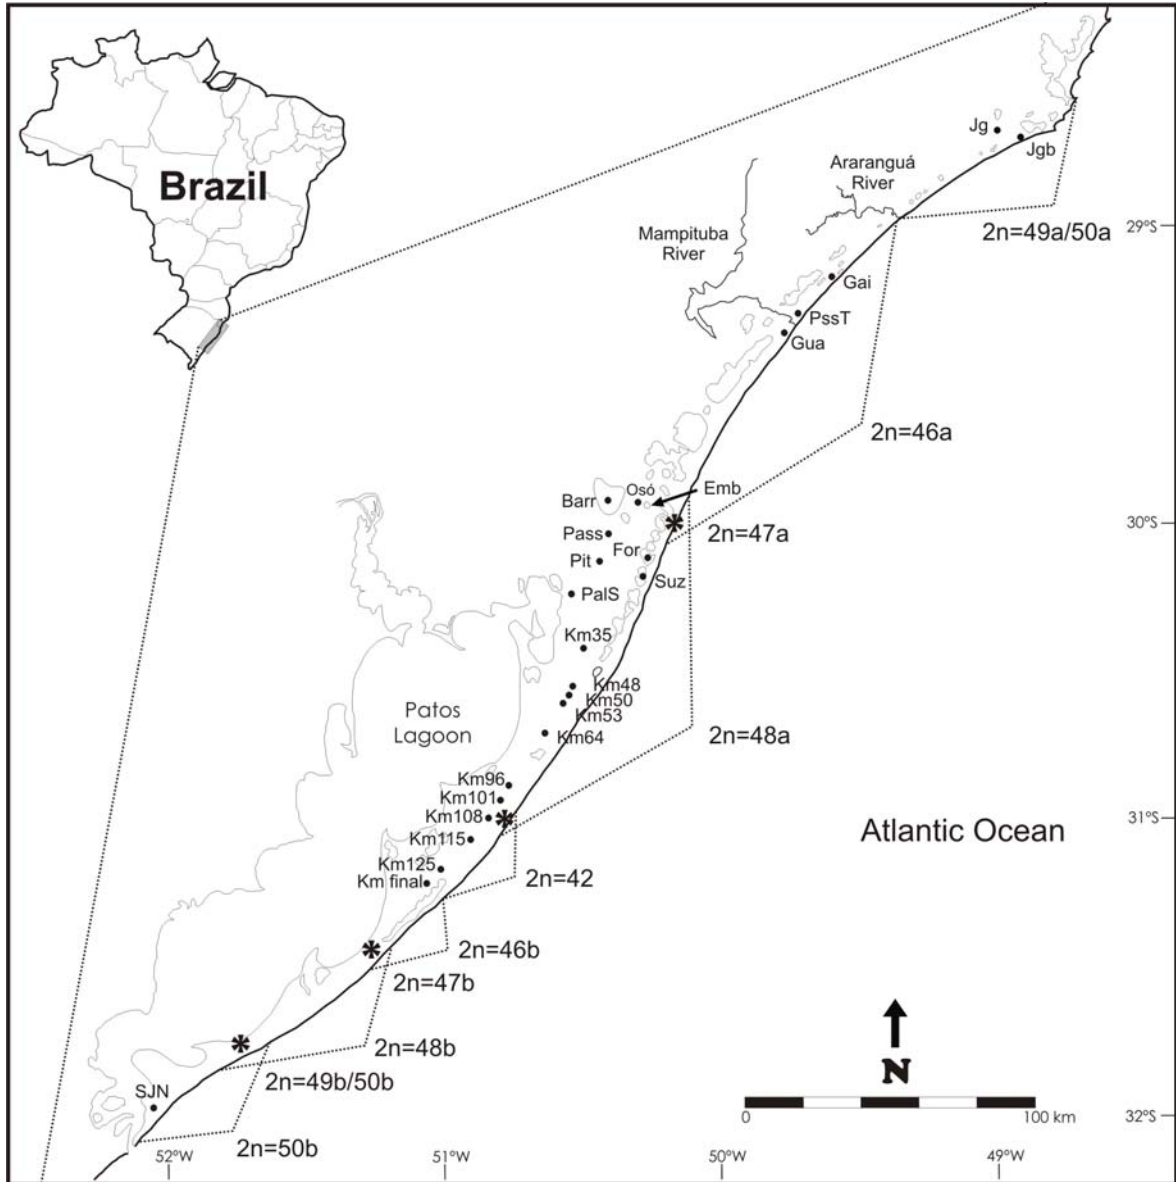 Brazil
Jg
Jgb
Araranguá
River
2n=49a/50a
29°S
Mampituba
River
Gai
PssT
Gua
2n=46a
Barr
Osó
Emb
30°S
Pass
For
2n=47a
Pit
Suz
PalS
Km35
Km48
Km50
Km53
Patos
Lagoon
Km64
2n=48a
Km96
Km101
Km108
31°S
Atlantic Ocean
Km115
Km125
Km final
2n=42
2n=46b
2n=47b
2n=48b
2n=49b/50b
SJN
N
0
100 km
32°S
2n=50b
52°W
51°W
50°W
49°W